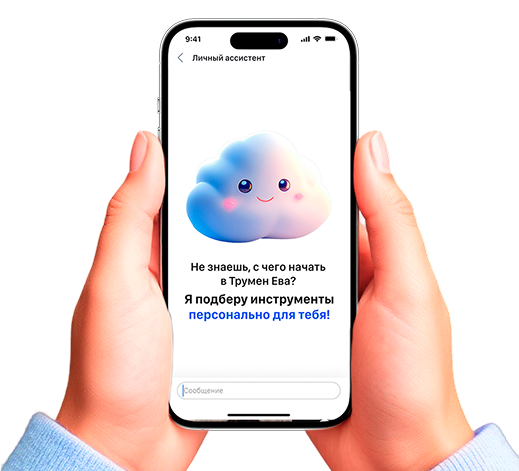 9:41
Личный ассистент
Не знаешь, с чего начать
в Трумен Ева?
Я подберу инструменты
персонально для тебя!
Сообщение